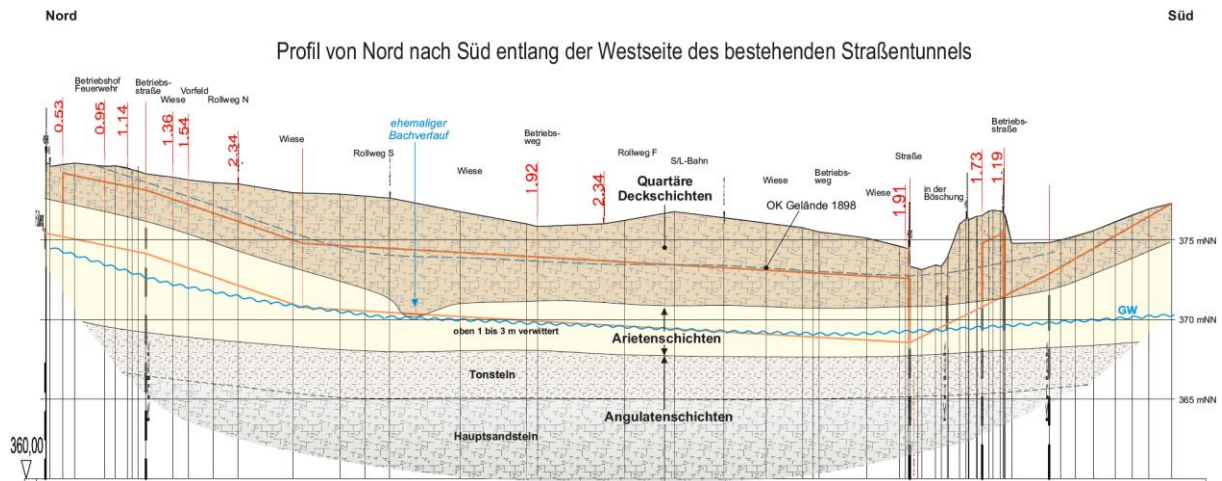 Nord
Süd
Profil von Nord nach Süd entlang der Westseite des bestehenden Straßentunnels
Betriebshof
Feuerwehr
Betriebs-
straße
Wiese
Vorfeld
Rollweg N
0.53
0.95
1.14
1.36
1.54
2.34
Wiese
Rollweg S
ehemaliger
Bachverlauf
Wiese
Betriebs-
weg
1.92
2.34
Rollweg F
S/L-Bahn
Quartäre
Deckschichten
Wiese
Betriebs-
weg
OK Gelände 1898
Wiese
Straße
1.91
in der
Böschung
Betriebs-
straße
1.73
1.19
375 mNN
370 mNN
365 mNN
GW
oben 1 bis 3 m verwittert
Arietenschichten
Tonstein
Angulatenschichten
Hauptsandstein
360,00